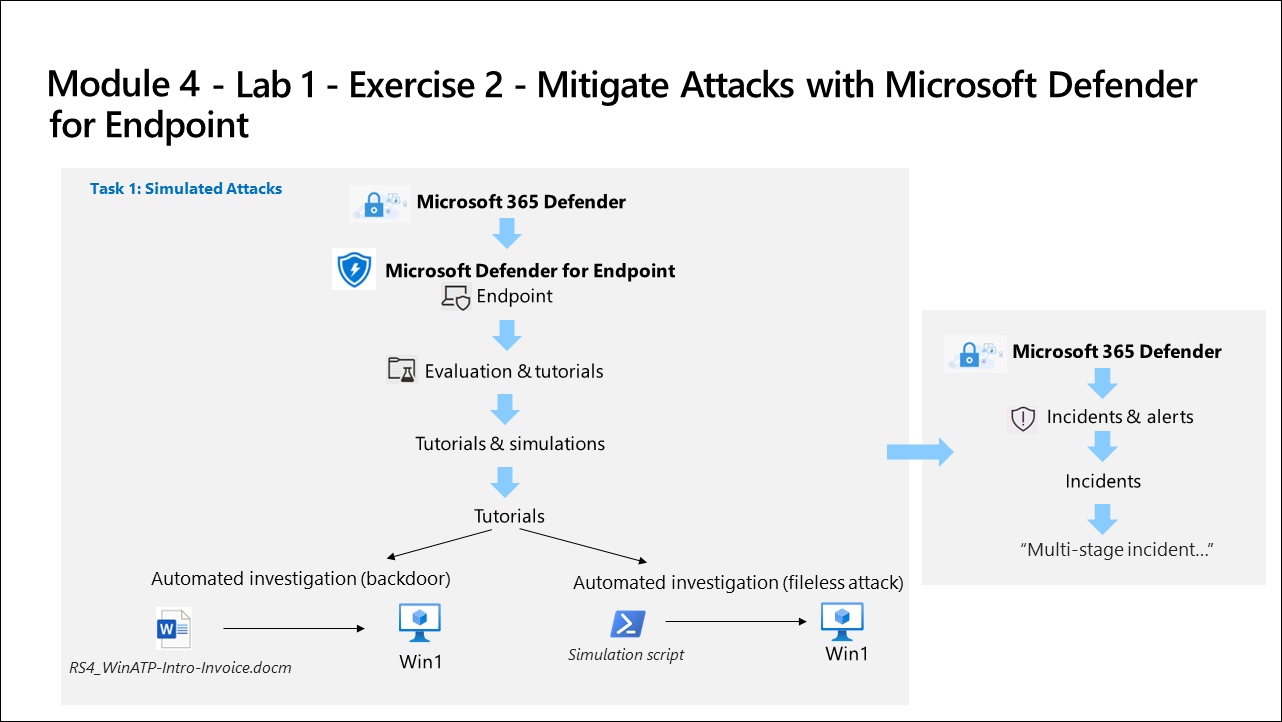 Module 4 - Lab 1 - Exercise 2 - Mitigate Attacks with Microsoft Defender
for Endpoint
Task 1: Simulated Attacks
Microsoft 365 Defender
Microsoft Defender for Endpoint
Endpoint
Evaluation & tutorials
Tutorials & simulations
Tutorials
Automated investigation (backdoor)
W
RS4_WinATP-Intro-Invoice.docm
Win1
Automated investigation (fileless attack)
Simulation script
Win1
Microsoft 365 Defender
Incidents & alerts
Incidents
“Multi-stage incident...”